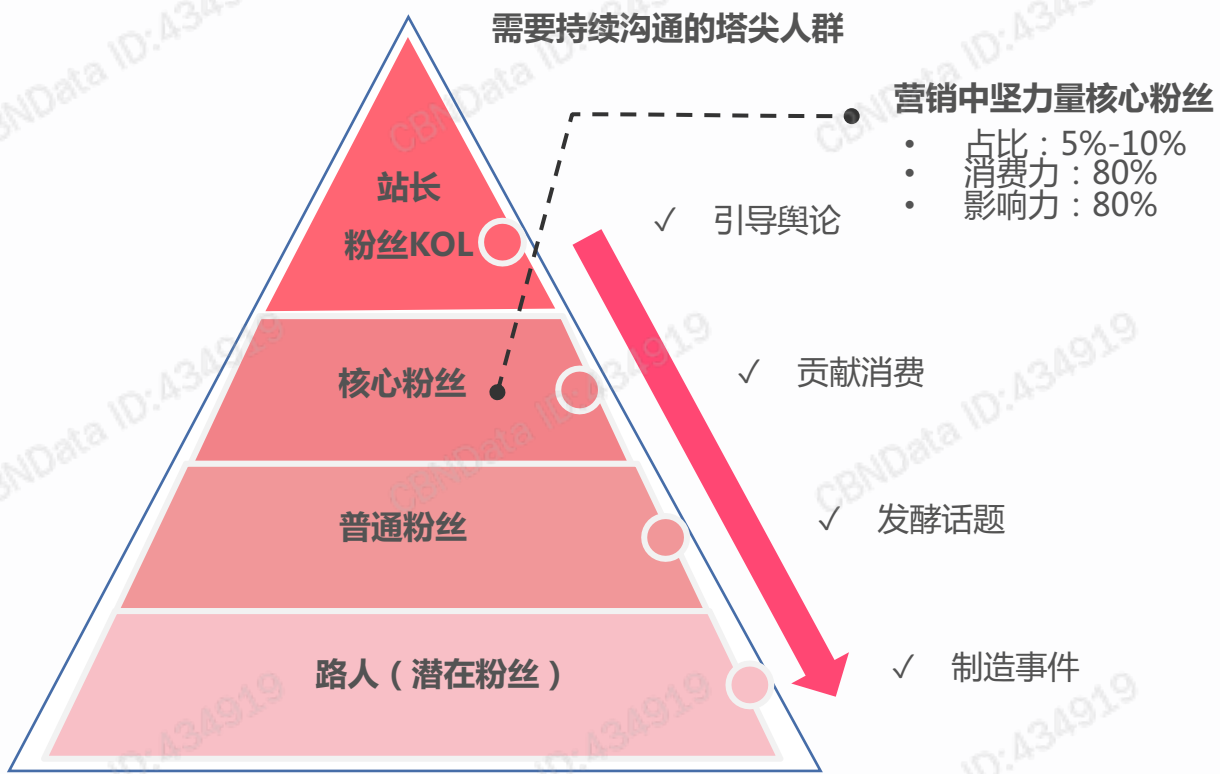 需要持续沟通的塔尖人群
营销中坚力量核心粉丝
• 占比：5%-10%
• 消费力：80%
• 影响力：80%
站长
粉丝KOL
✓ 引导舆论
核心粉丝
✓ 贡献消费
普通粉丝
✓ 发酵话题
路人（潜在粉丝）
✓ 制造事件
CBNData ID:434919